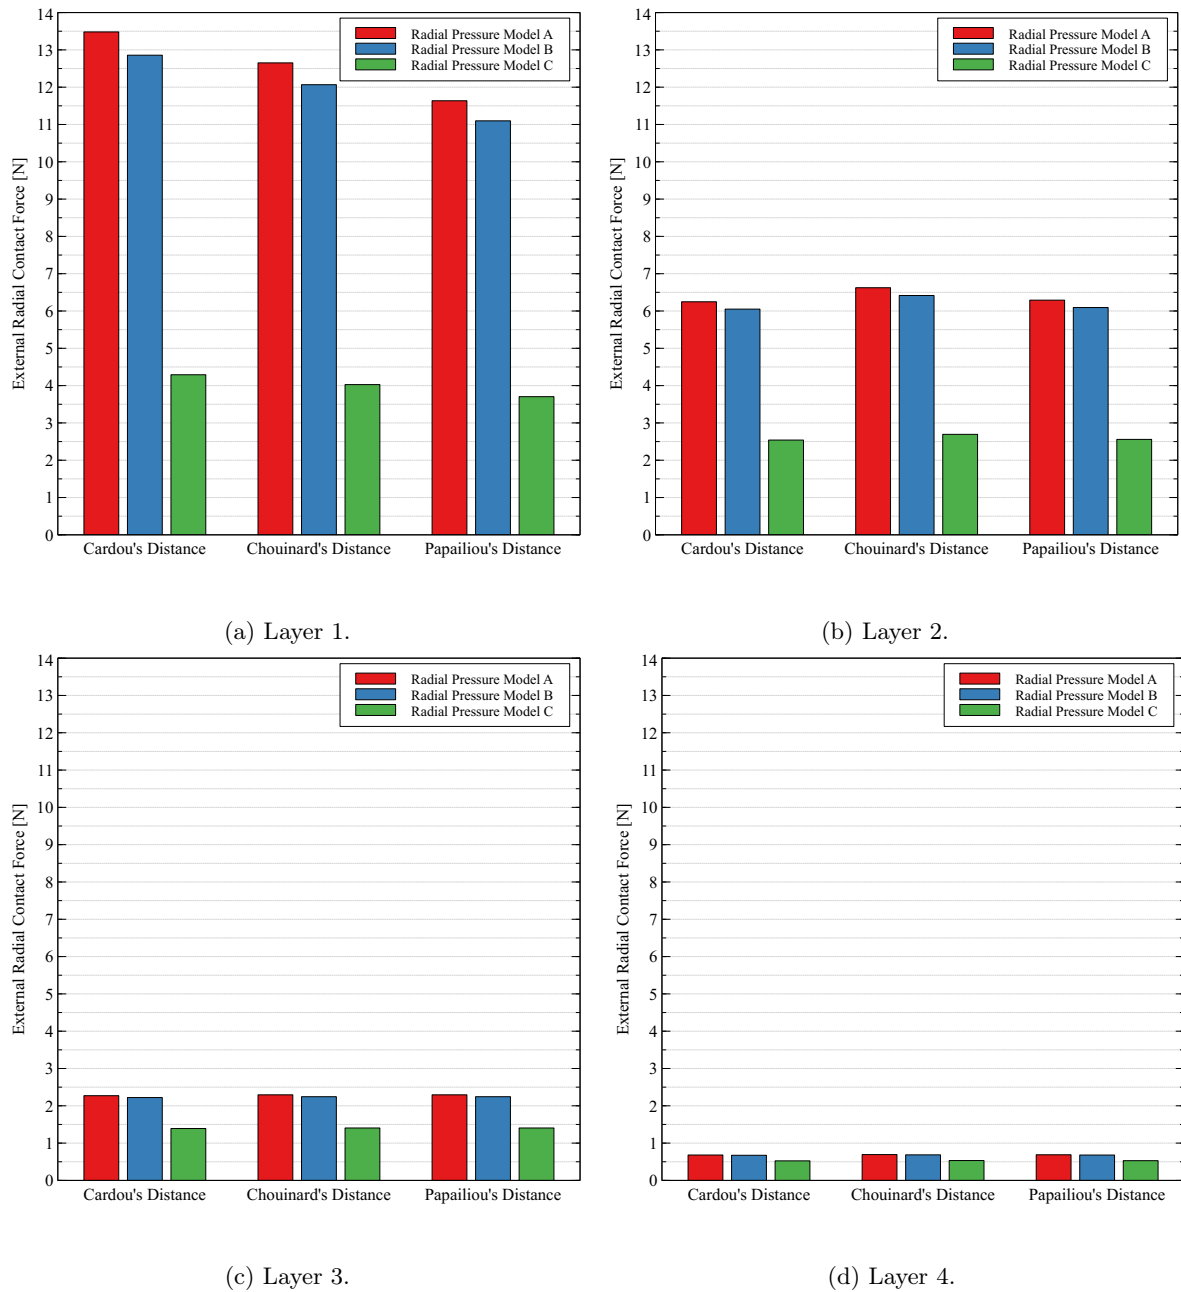 External Radial Contact Force [N]
14
13
12
11
10
9
8
7
6
5
4
3
2
1
0
Radial Pressure Model A
Radial Pressure Model B
Radial Pressure Model C
Cardou's Distance Chouinard's Distance Papailiou's Distance
(a) Layer 1.
External Radial Contact Force [N]
14
13
12
11
10
9
8
7
6
5
4
3
2
1
0
Radial Pressure Model A
Radial Pressure Model B
Radial Pressure Model C
Cardou's Distance Chouinard's Distance Papailiou's Distance
(b) Layer 2.
External Radial Contact Force [N]
14
13
12
11
10
9
8
7
6
5
4
3
2
1
0
Radial Pressure Model A
Radial Pressure Model B
Radial Pressure Model C
Cardou's Distance Chouinard's Distance Papailiou's Distance
(c) Layer 3.
External Radial Contact Force [N]
14
13
12
11
10
9
8
7
6
5
4
3
2
1
0
Radial Pressure Model A
Radial Pressure Model B
Radial Pressure Model C
Cardou's Distance Chouinard's Distance Papailiou's Distance
(d) Layer 4.